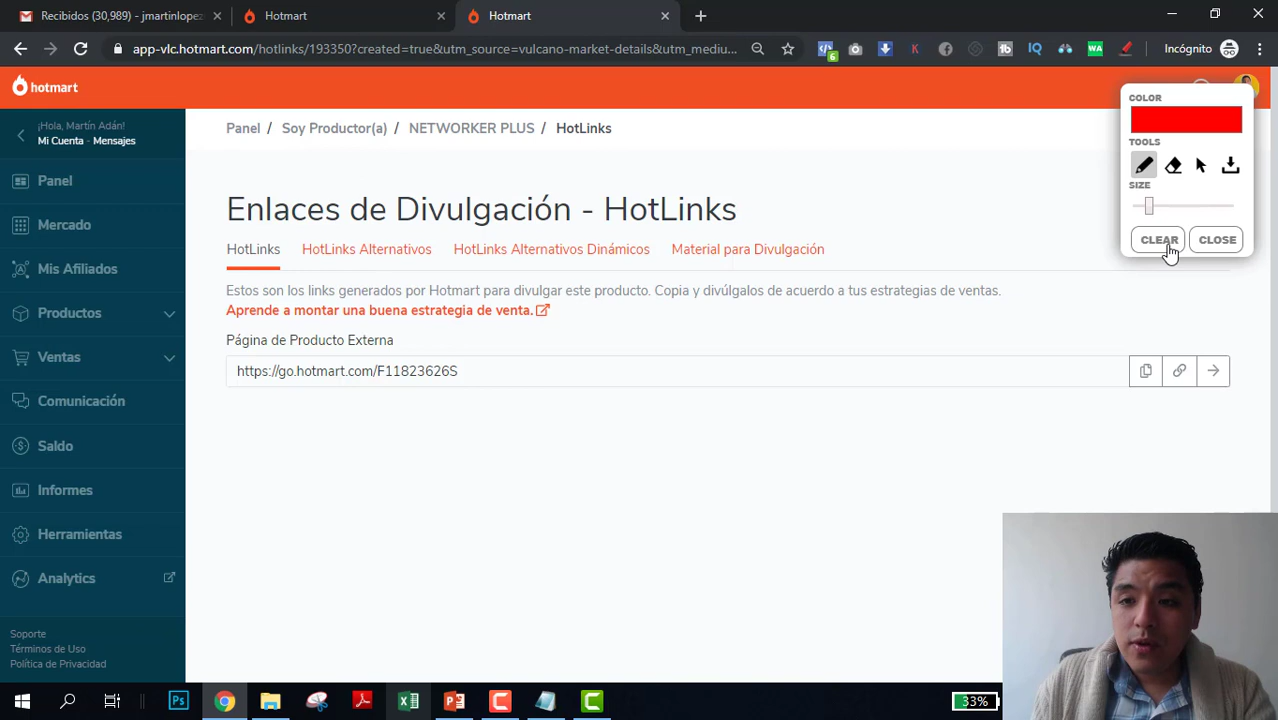 Recibidos (30,989) - jmartinlopez
Hotmart
Hotmart
app-vlc.hotmart.com/hotlinks/193350?created=true&utm_source=vulcano-market-details&utm_mediu...
6
K
tb
IQ
WA
Incógnito
hotmart
¡Hola, Martín Adán!
Mi Cuenta - Mensajes
Panel
Mercado
Mis Afiliados
Productos
Ventas
Comunicación
Saldo
Informes
Herramientas
Analytics
Soporte
Términos de Uso
Política de Privacidad
Panel / Soy Productor(a) / NETWORKER PLUS / HotLinks
Enlaces de Divulgación - HotLinks
HotLinks HotLinks Alternativos HotLinks Alternativos Dinámicos Material para Divulgación
Estos son los links generados por Hotmart para divulgar este producto. Copia y divúlgalos de acuerdo a tus estrategias de ventas.
Aprende a montar una buena estrategia de venta.
Página de Producto Externa
https://go.hotmart.com/F11823626S
COLOR
TOOLS
SIZE
CLEAR CLOSE
Ps
33%